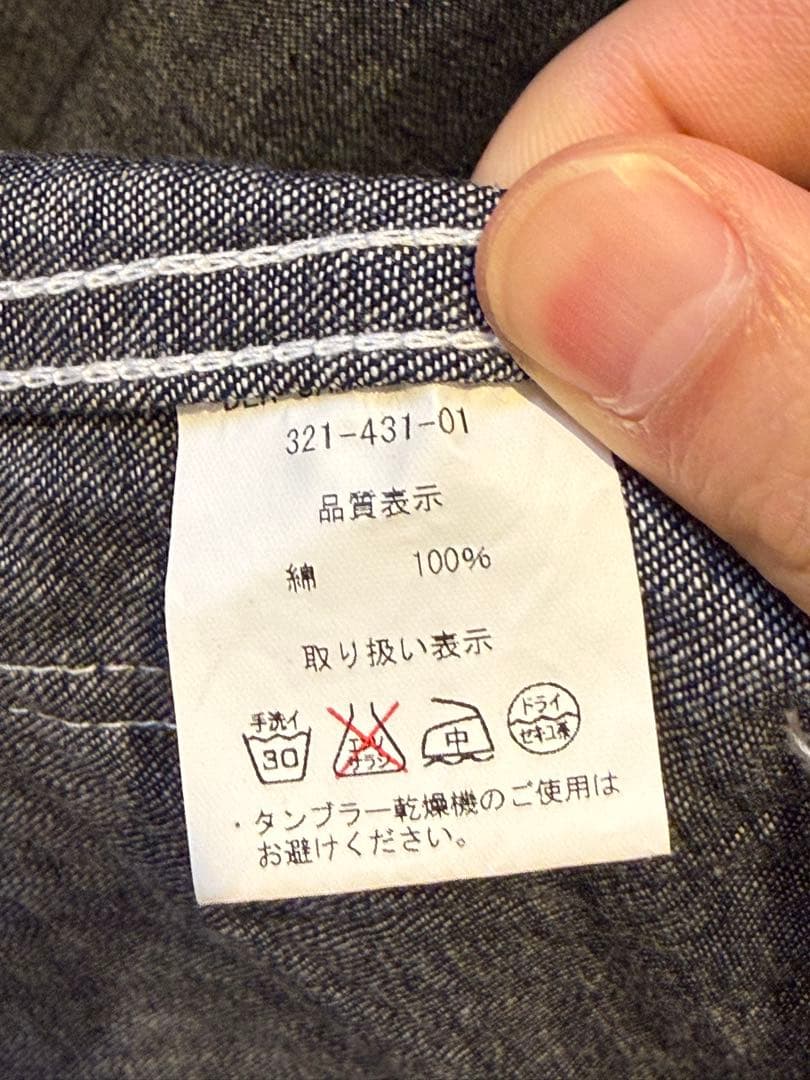 321-431-01
品質表示
綿 100%
取り扱い表示
手洗イ 30 エンソ サラシ 中 ドライ セキユ系
・タンブラー乾燥機のご使用は
お避けください。